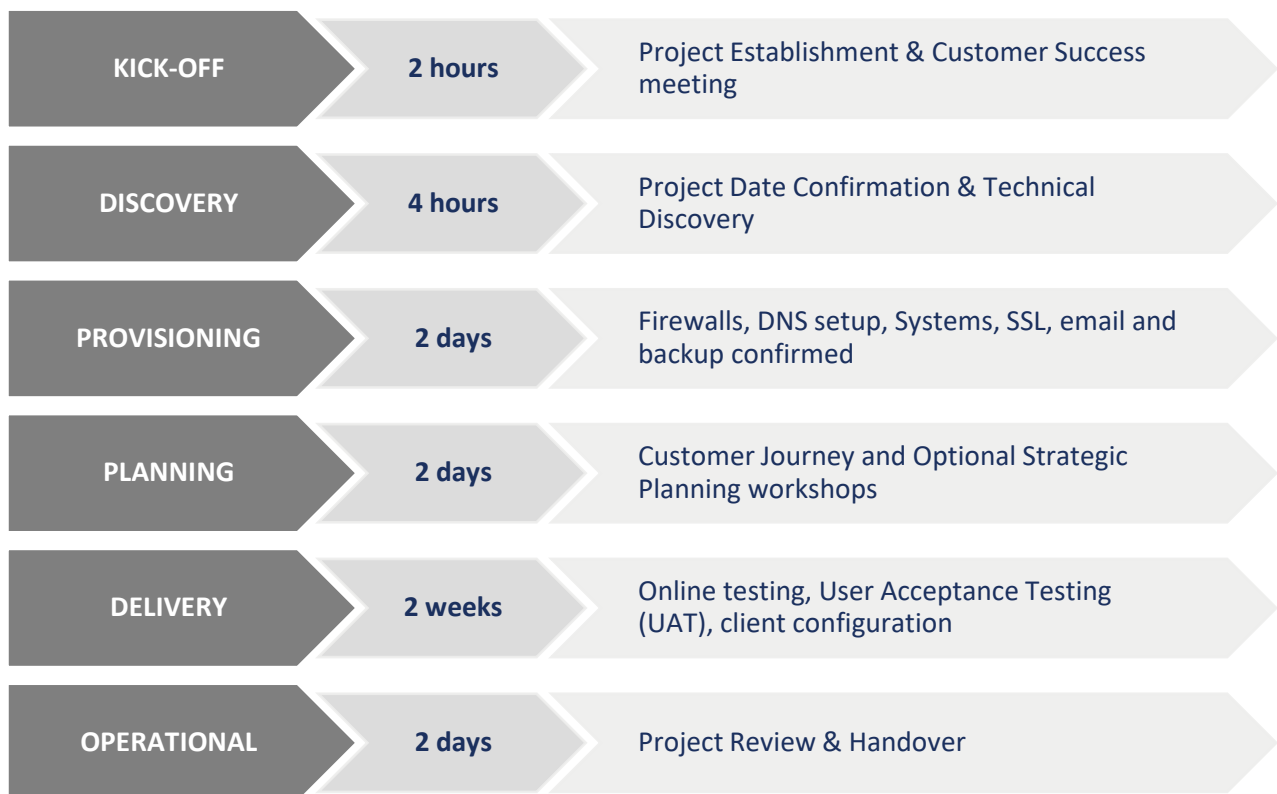 KICK-OFF
2 hours
Project Establishment & Customer Success
meeting
DISCOVERY
4 hours
Project Date Confirmation & Technical
Discovery
PROVISIONING
2 days
Firewalls, DNS setup, Systems, SSL, email and
backup confirmed
PLANNING
2 days
Customer Journey and Optional Strategic
Planning workshops
DELIVERY
2 weeks
Online testing, User Acceptance Testing
(UAT), client configuration
OPERATIONAL
2 days
Project Review & Handover